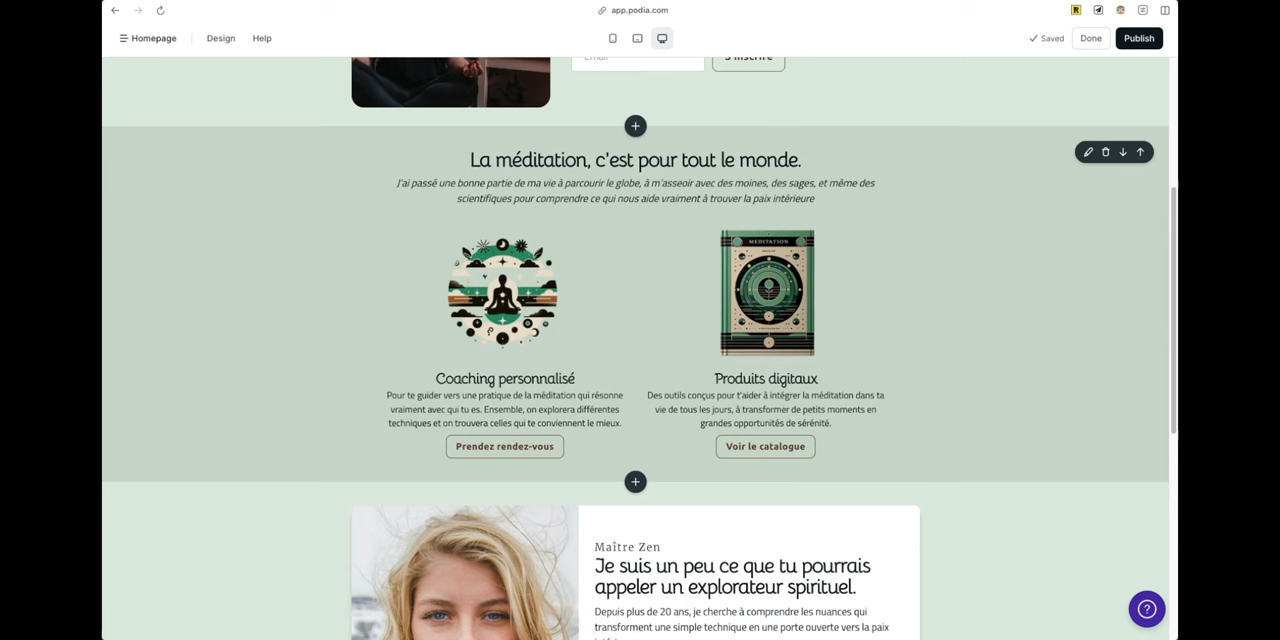 app.podia.com
Homepage Design Help Saved Done Publish
Email S'inscrire
La méditation, c'est pour tout le monde.
J'ai passé une bonne partie de ma vie à parcourir le globe, à m'asseoir avec des moines, des sages, et même des
scientifiques pour comprendre ce qui nous aide vraiment à trouver la paix intérieure
MEDITATION
Coaching personnalisé
Pour te guider vers une pratique de la méditation qui résonne
vraiment avec qui tu es. Ensemble, on explorera différentes
techniques et on trouvera celles qui te conviennent le mieux.
Prendez rendez-vous
Produits digitaux
Des outils conçus pour t'aider à intégrer la méditation dans ta
vie de tous les jours, à transformer de petits moments en
grandes opportunités de sérénité.
Voir le catalogue
Maître Zen
Je suis un peu ce que tu pourrais
appeler un explorateur spirituel.
Depuis plus de 20 ans, je cherche à comprendre les nuances qui
transforment une simple technique en une porte ouverte vers la paix